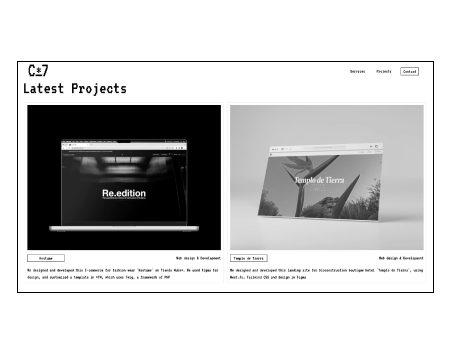 C*7
Services Projects Contact
Latest Projects
Re.edition
Templo de Tierra
Kostume Web design & Development
Templo de Tierra Web design & Development
We designed and developed this E-commerce for fashion wear "Kostume" on Tienda Nube. We used Figma for
design, and customized a template in HTML, which uses Twig, a framework of PHP
We designed and developed this landing site for bioconstruction boutique hotel "Templo de Tierra", using
Next.Js, Tailwind CSS and design in Figma